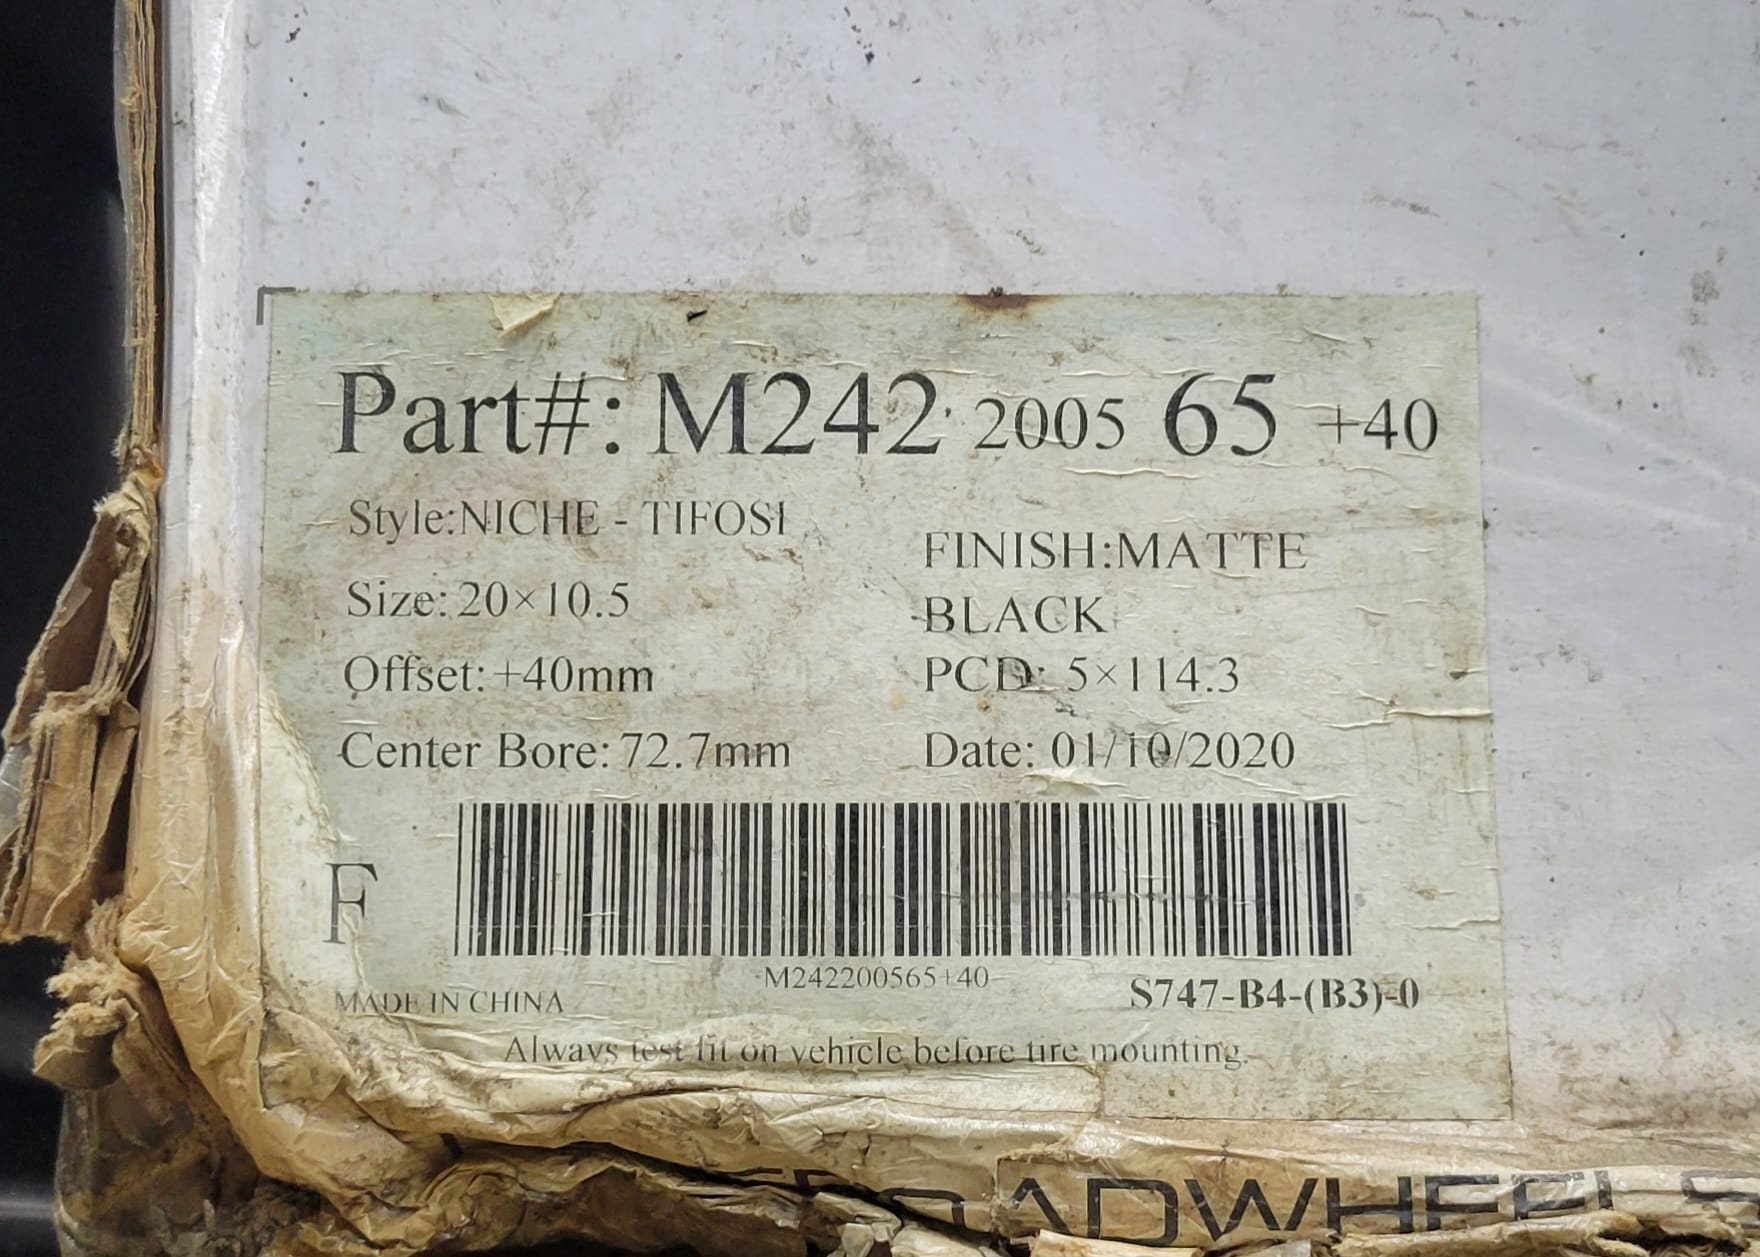 Part#: M242 2005 65 +40
Style:NICHE - TIFOSI
FINISH:MATTE
BLACK
Size: 20×10.5
Offset: +40mm
PCD: 5×114.3
Center Bore: 72.7mm
Date: 01/10/2020
F
M242200565+40
MADE IN CHINA
S747-B4-(B3)-0
Always test fit on vehicle before tire mounting.
ROADWHEELS